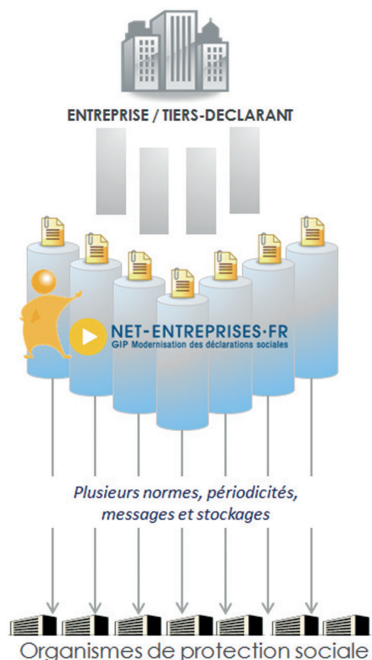 ENTREPRISE / TIERS-DECLARANT
NET-ENTREPRISES·FR
GIP Modernisation des déclarations sociales
Plusieurs normes, périodicités,
messages et stockages
Organismes de protection sociale